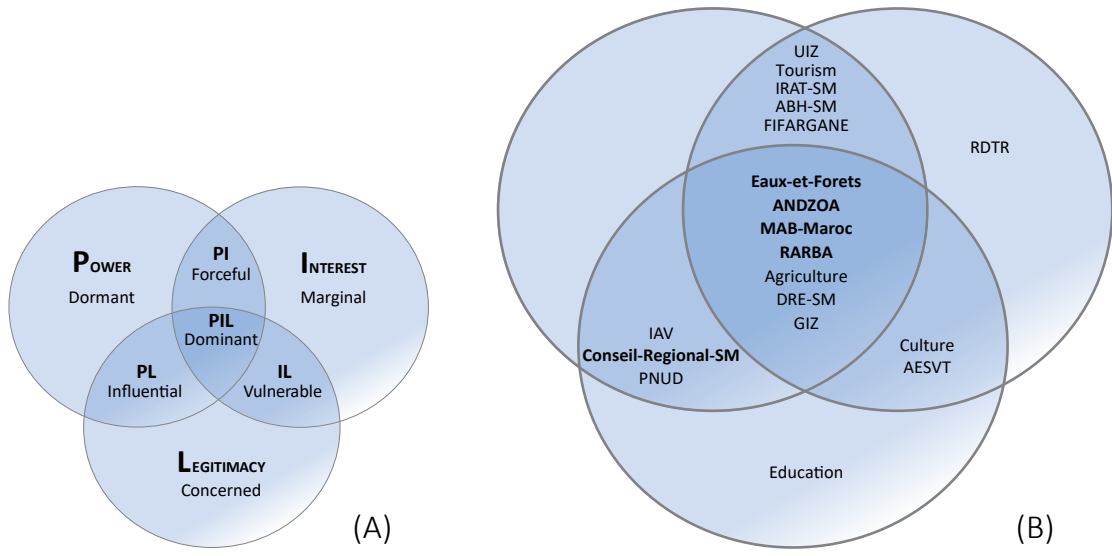 POWER
Dormant
PI
Forceful
INTEREST
Marginal
PIL
Dominant
PL
Influential
IL
Vulnerable
LEGITIMACY
Concerned
(A)
UIZ
Tourism
IRAT-SM
ABH-SM
FIFARGANE
RDTR
Eaux-et-Forets
ANDZOA
MAB-Maroc
RARBA
Agriculture
DRE-SM
GIZ
IAV
Conseil-Regional-SM
PNUD
Culture
AESVT
Education
(B)